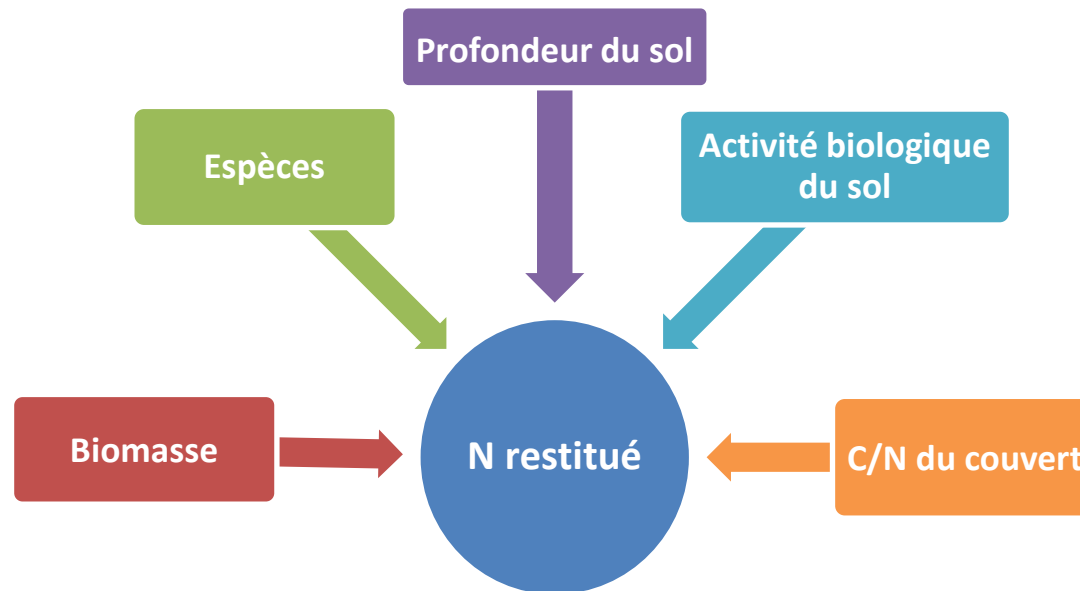 Profondeur du sol
Espèces
Activité biologique
du sol
Biomasse
N restitué
C/N du couvert